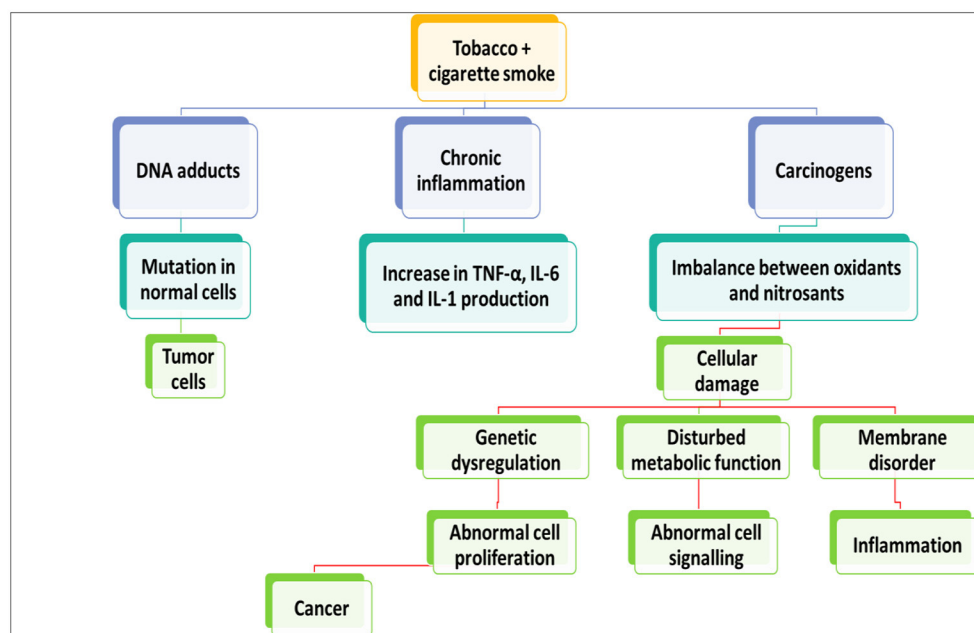 Tobacco +
cigarette smoke
DNA adducts
Chronic
inflammation
Carcinogens
Mutation in
normal cells
Increase in TNF-α, IL-6
and IL-1 production
Imbalance between oxidants
and nitrosants
Tumor
cells
Cellular
damage
Genetic
dysregulation
Disturbed
metabolic function
Membrane
disorder
Abnormal cell
proliferation
Abnormal cell
signalling
Inflammation
Cancer